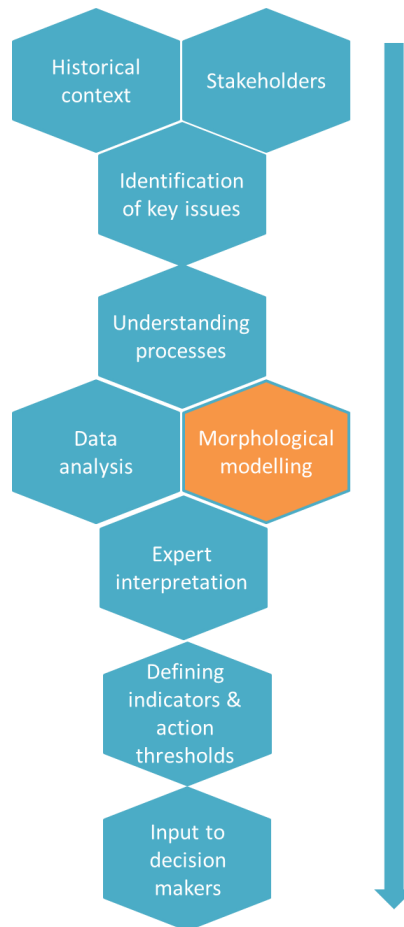 Historical
context
Stakeholders
Identification
of key issues
Understanding
processes
Data
analysis
Morphological
modelling
Expert
interpretation
Defining
indicators &
action
thresholds
Input to
decision
makers